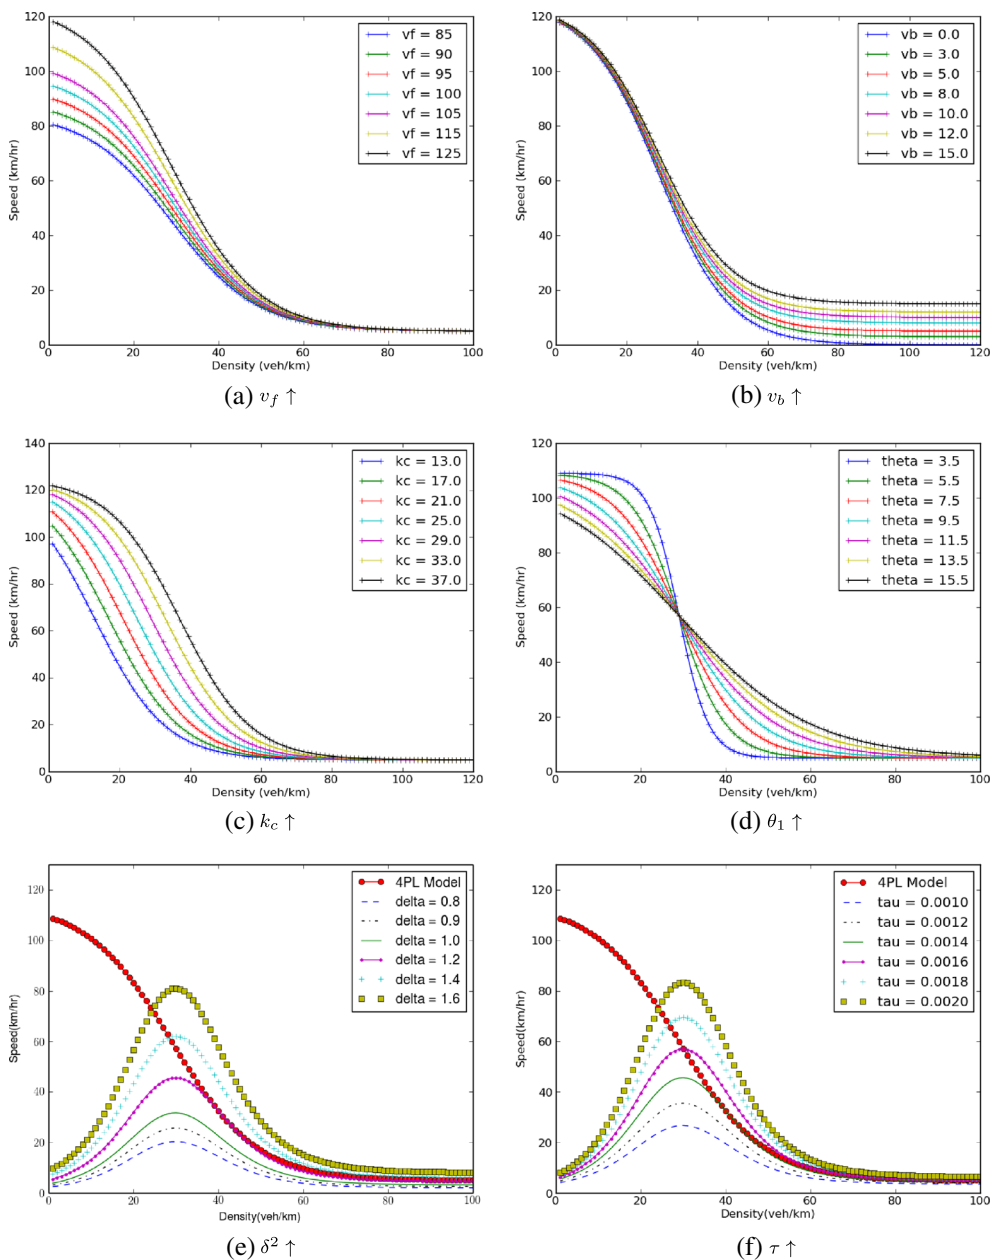 120
100
80
60
40
20
0
Speed (km/hr)
vf = 85
vf = 90
vf = 95
vf = 100
vf = 105
vf = 115
vf = 125
0 20 40 60 80 100
Density (veh/km)
(a) v_f ↑
120
100
80
60
40
20
0
Speed (km/hr)
vb = 0.0
vb = 3.0
vb = 5.0
vb = 8.0
vb = 10.0
vb = 12.0
vb = 15.0
0 20 40 60 80 100 120
Density (veh/km)
(b) v_b ↑
140
120
100
80
60
40
20
0
Speed (km/hr)
kc = 13.0
kc = 17.0
kc = 21.0
kc = 25.0
kc = 29.0
kc = 33.0
kc = 37.0
0 20 40 60 80 100 120
Density (veh/km)
(c) k_c ↑
120
100
80
60
40
20
0
Speed (km/hr)
theta = 3.5
theta = 5.5
theta = 7.5
theta = 9.5
theta = 11.5
theta = 13.5
theta = 15.5
0 20 40 60 80 100
Density (veh/km)
(d) θ₁ ↑
120
100
80
60
40
20
0
Speed(km/hr)
4PL Model
delta = 0.8
delta = 0.9
delta = 1.0
delta = 1.2
delta = 1.4
delta = 1.6
0 20 40 60 80 100
Density(veh/km)
(e) δ² ↑
120
100
80
60
40
20
0
Speed(km/hr)
4PL Model
tau = 0.0010
tau = 0.0012
tau = 0.0014
tau = 0.0016
tau = 0.0018
tau = 0.0020
0 20 40 60 80 100
Density(veh/km)
(f) τ ↑